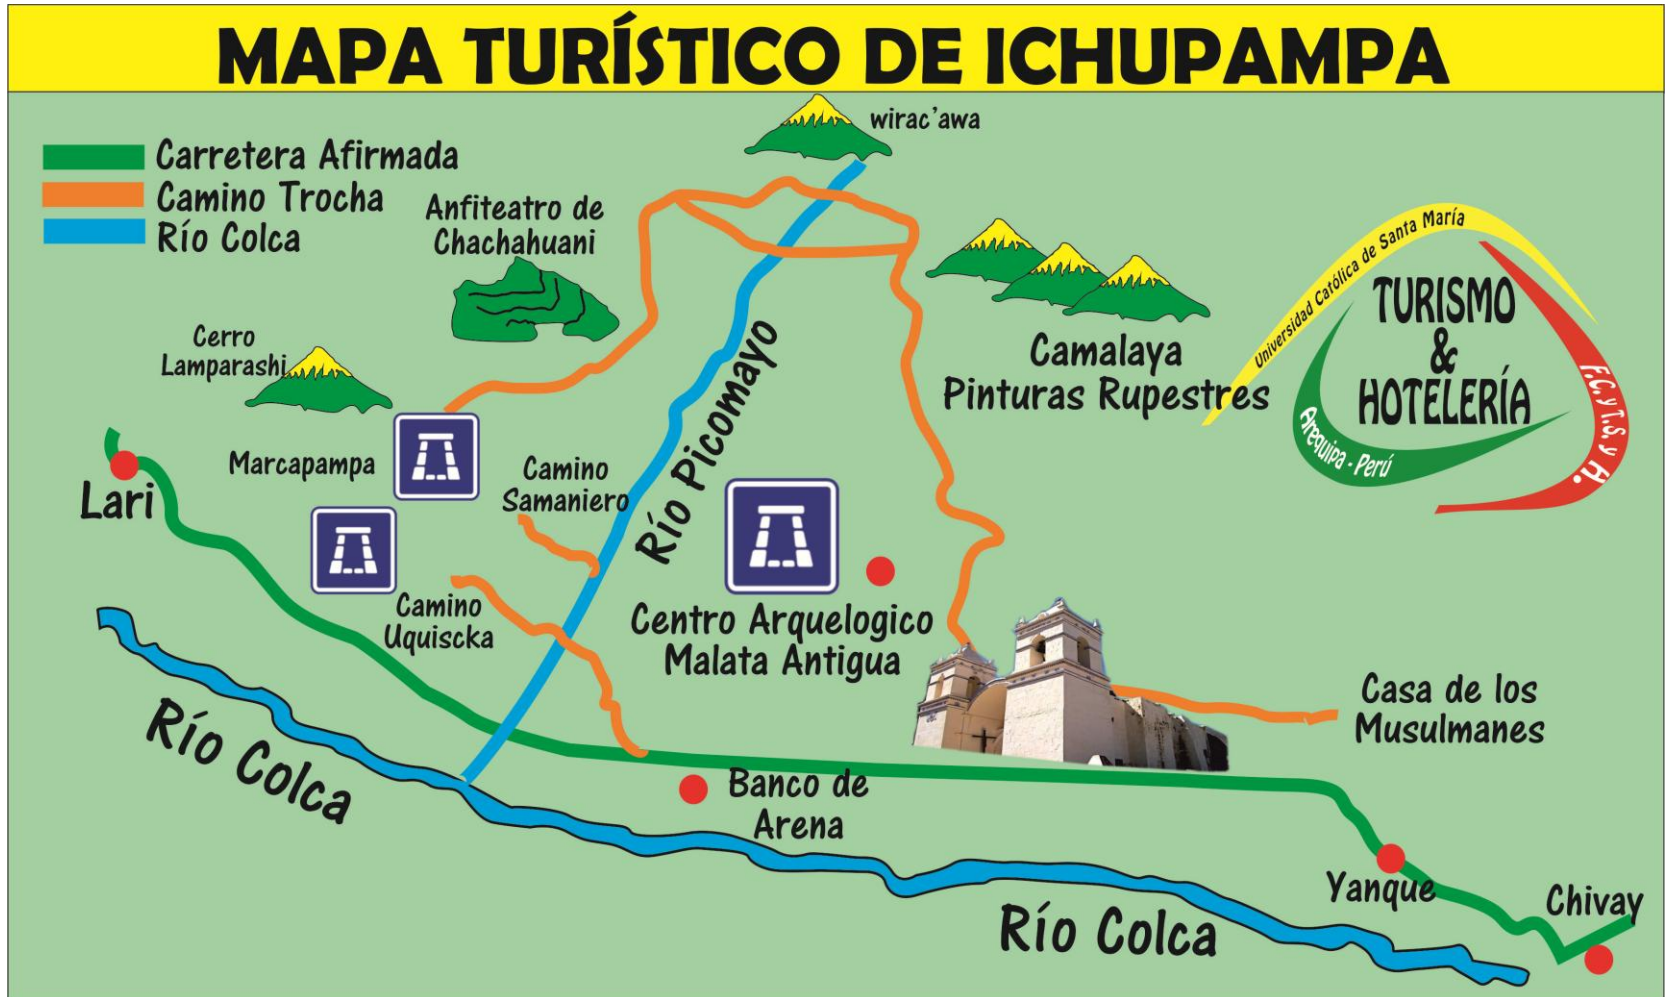 MAPA TURÍSTICO DE ICHUPAMPA
wirac'awa
Carretera Afirmada
Camino Trocha
Río Colca
Anfiteatro de
Chachahuani
Universidad Católica de Santa María
TURISMO
&
HOTELERÍA
F.C. y T.S. y H.
Arequipa - Perú
Cerro
Lamparashi
Camalaya
Pinturas Rupestres
Río Picomayo
Marcapampa
Camino
Samaniero
Lari
Camino
Uquiscka
Centro Arquelogico
Malata Antigua
Casa de los
Musulmanes
Río Colca
Banco de
Arena
Yanque
Chivay
Río Colca